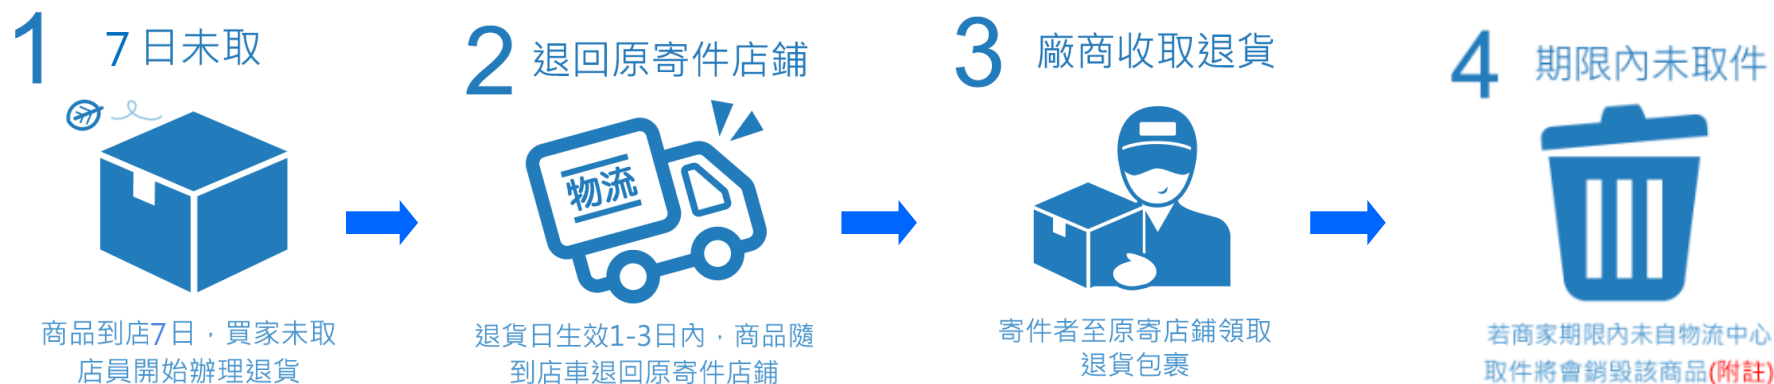 1 7日未取
商品到店7日，買家未取
店員開始辦理退貨
2 退回原寄件店鋪
物流
退貨日生效1-3日內，商品隨
到店車退回原寄件店鋪
3 廠商收取退貨
寄件者至原寄店鋪領取
退貨包裹
4 期限內未取件
若商家期限內未自物流中心
取件將會銷毀該商品(附註)